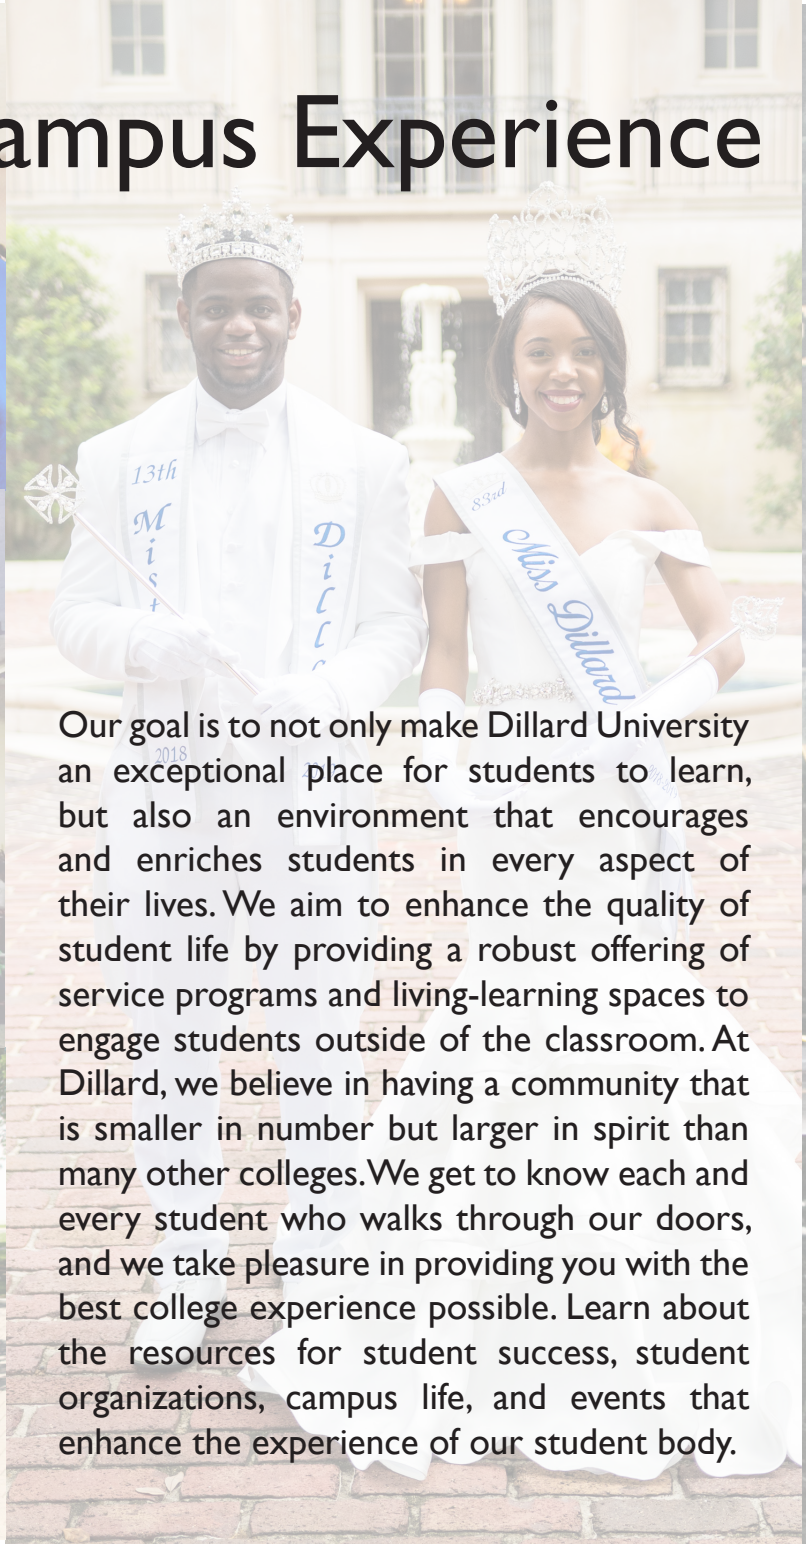 ampus Experience
13th
Mist
Dill
83rd
Miss Dillard
2018
Our goal is to not only make Dillard University
an exceptional place for students to learn,
but also an environment that encourages
and enriches students in every aspect of
their lives. We aim to enhance the quality of
student life by providing a robust offering of
service programs and living-learning spaces to
engage students outside of the classroom. At
Dillard, we believe in having a community that
is smaller in number but larger in spirit than
many other colleges. We get to know each and
every student who walks through our doors,
and we take pleasure in providing you with the
best college experience possible. Learn about
the resources for student success, student
organizations, campus life, and events that
enhance the experience of our student body.